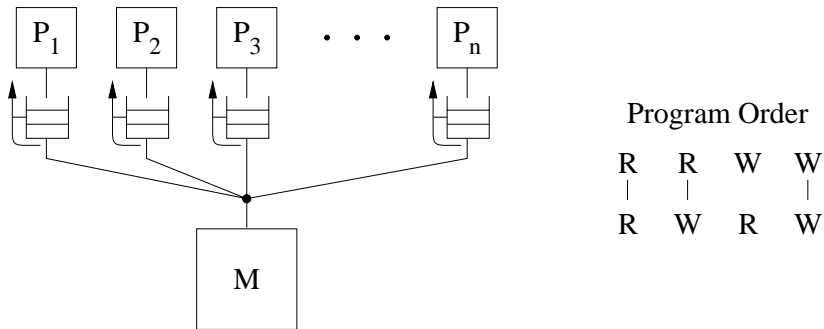 P1 P2 P3 . . . Pn
Program Order
R R W W
R W R W
M